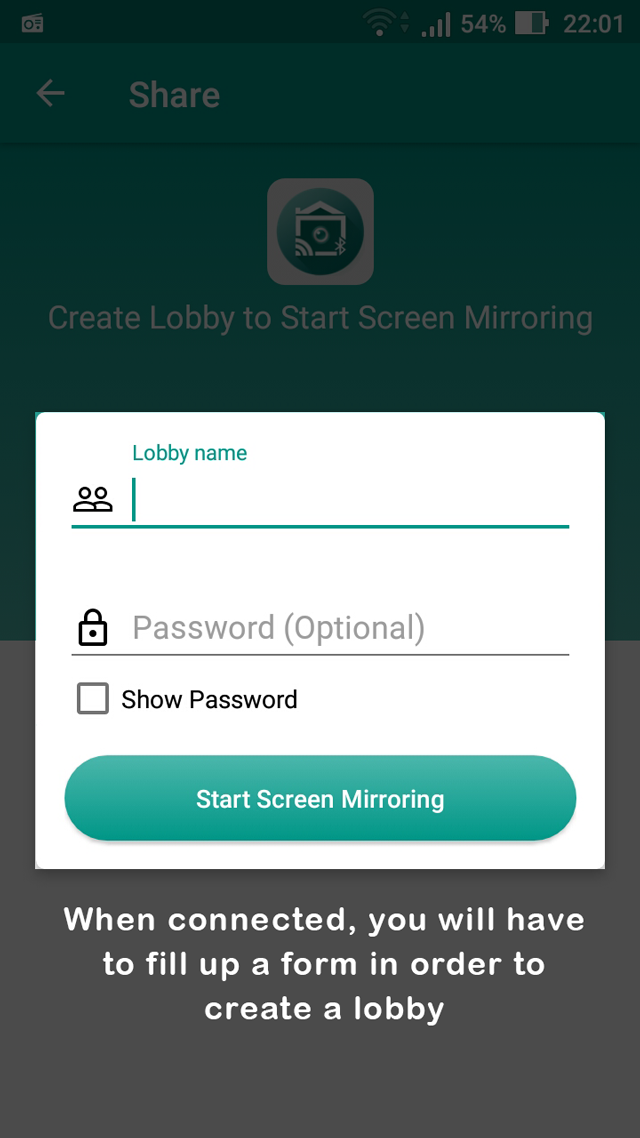 54% 22:01
Share
Create Lobby to Start Screen Mirroring
Lobby name
Password (Optional)
Show Password
Start Screen Mirroring
When connected, you will have
to fill up a form in order to
create a lobby